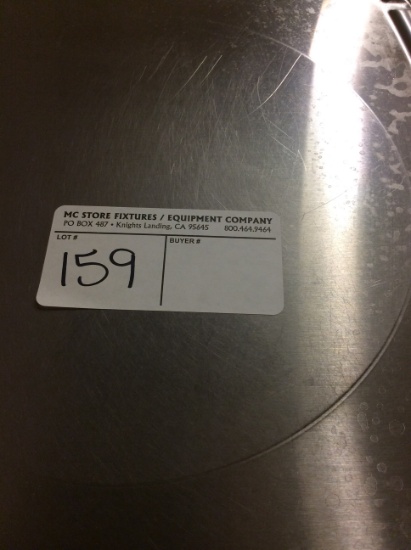 MC STORE FIXTURES / EQUIPMENT COMPANY
PO BOX 487 • Knights Landing, CA 95645 800.464.9464
LOT # BUYER #
159